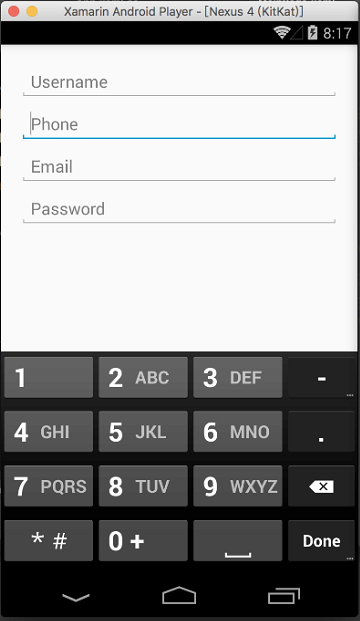 Xamarin Android Player - [Nexus 4 (KitKat)]
8:17
Username
Phone
Email
Password
1 2 ABC 3 DEF -
4 GHI 5 JKL 6 MNO .
7 PQRS 8 TUV 9 WXYZ
* # 0 + Done